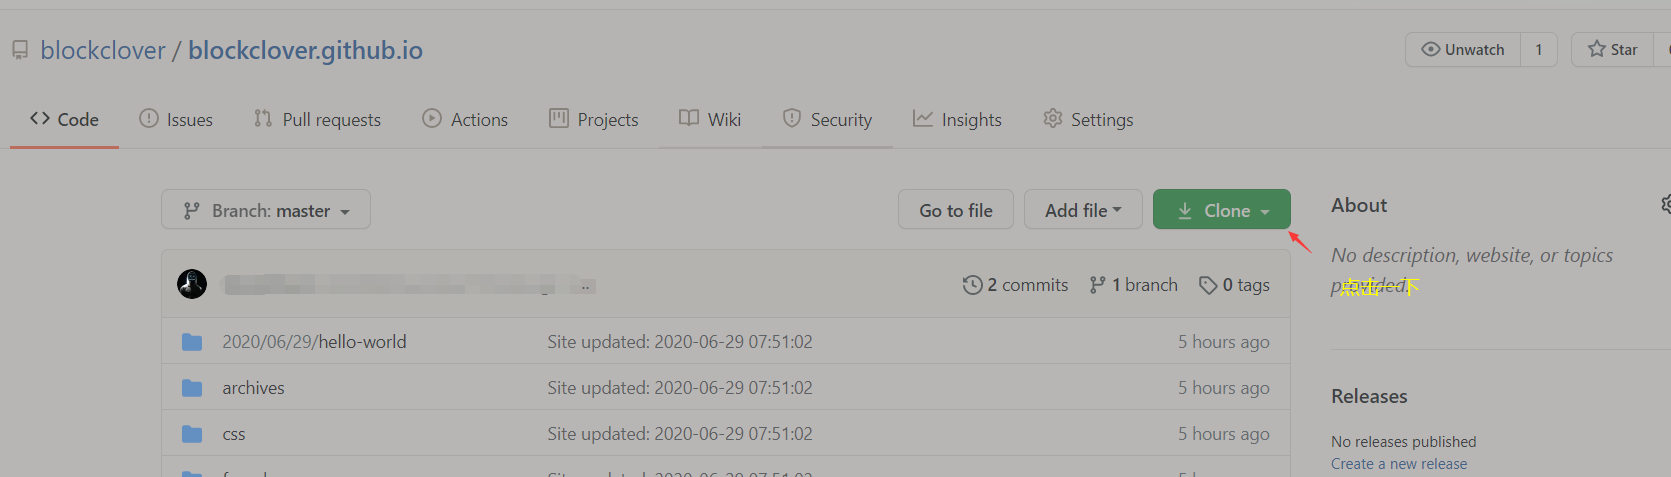 blockclover / blockclover.github.io
Unwatch 1 Star
Code Issues Pull requests Actions Projects Wiki Security Insights Settings
Branch: master Go to file Add file Clone
About
No description, website, or topics
provided.
点击一下
.. 2 commits 1 branch 0 tags
2020/06/29/hello-world Site updated: 2020-06-29 07:51:02 5 hours ago
archives Site updated: 2020-06-29 07:51:02 5 hours ago
css Site updated: 2020-06-29 07:51:02 5 hours ago
Releases
No releases published
Create a new release